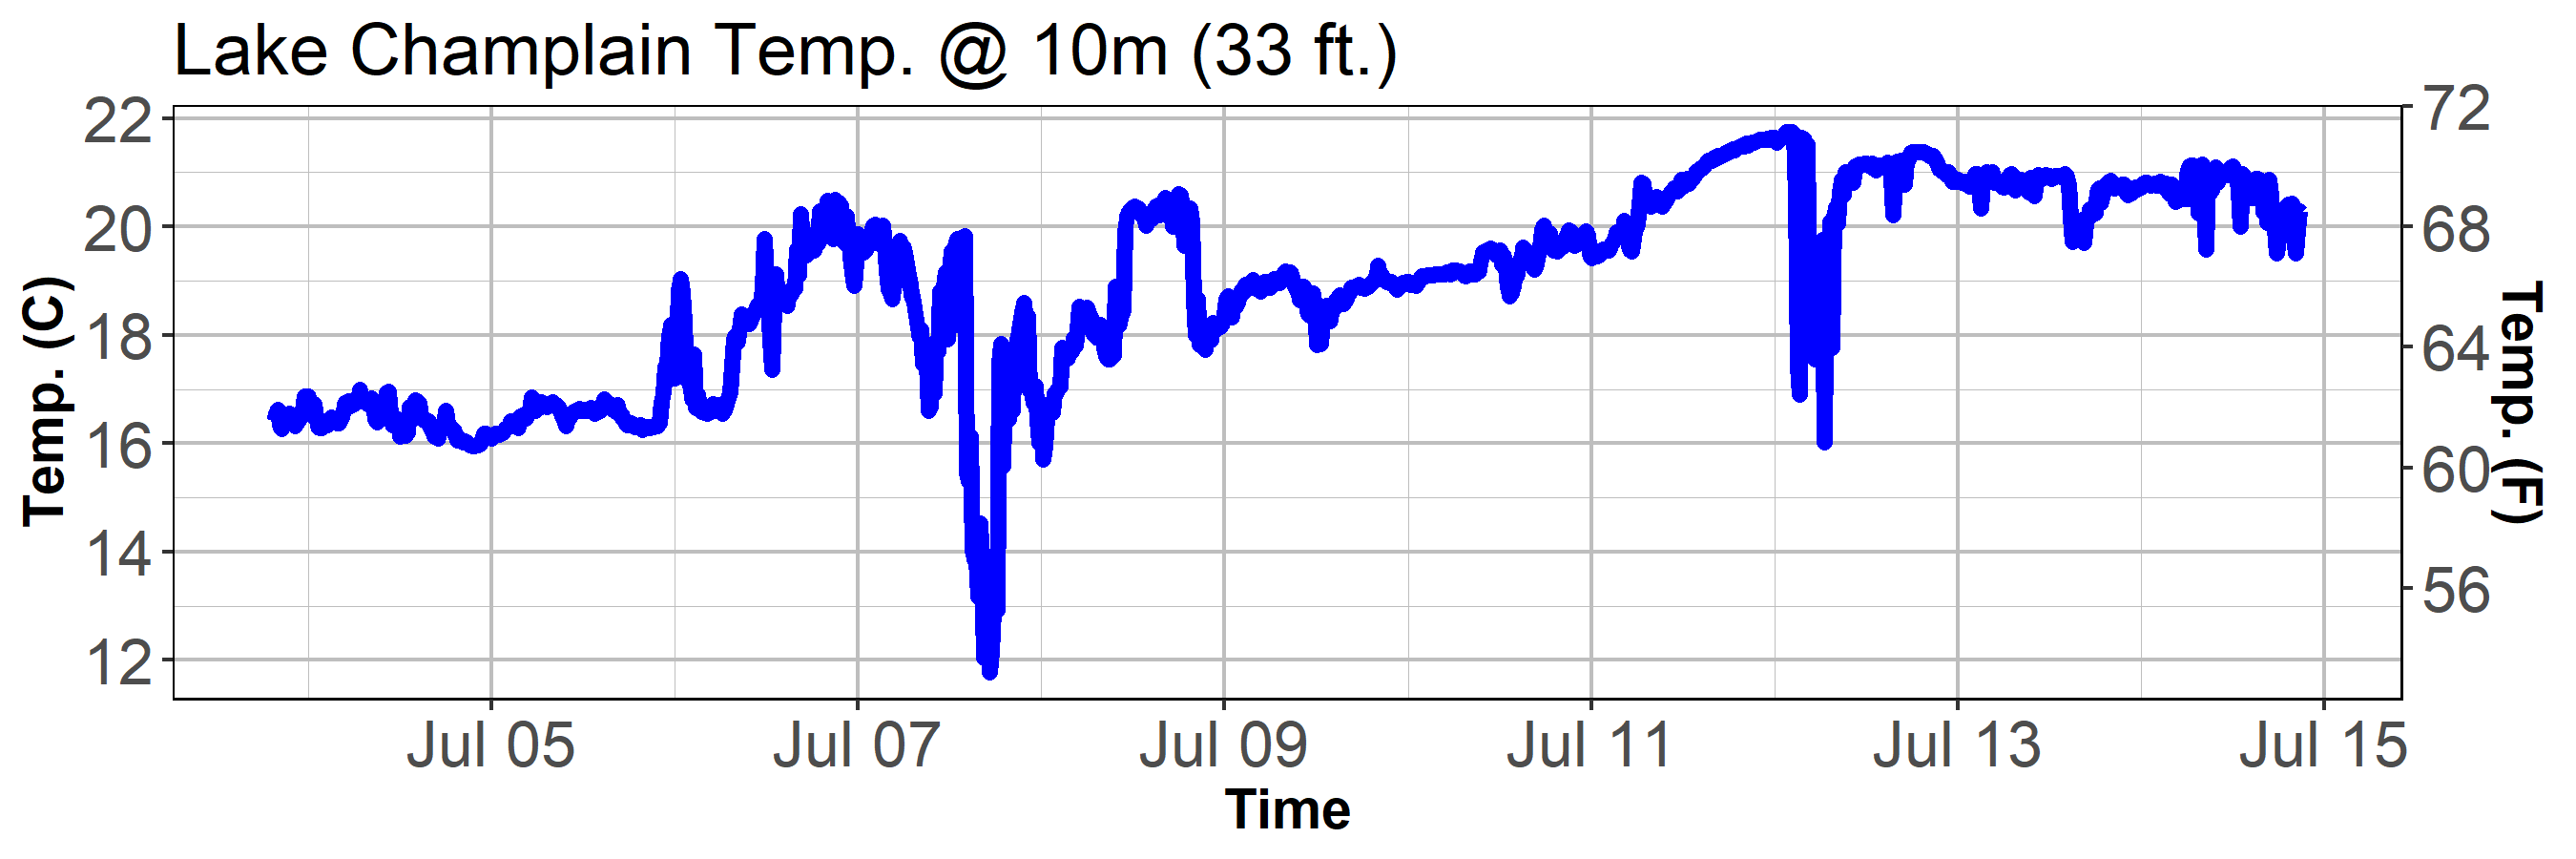 Lake Champlain Temp. @ 10m (33 ft.)
22
20
18
16
14
12
Temp. (C)
72
68
64
60
56
Temp. (F)
Jul 05 Jul 07 Jul 09 Jul 11 Jul 13 Jul 15
Time